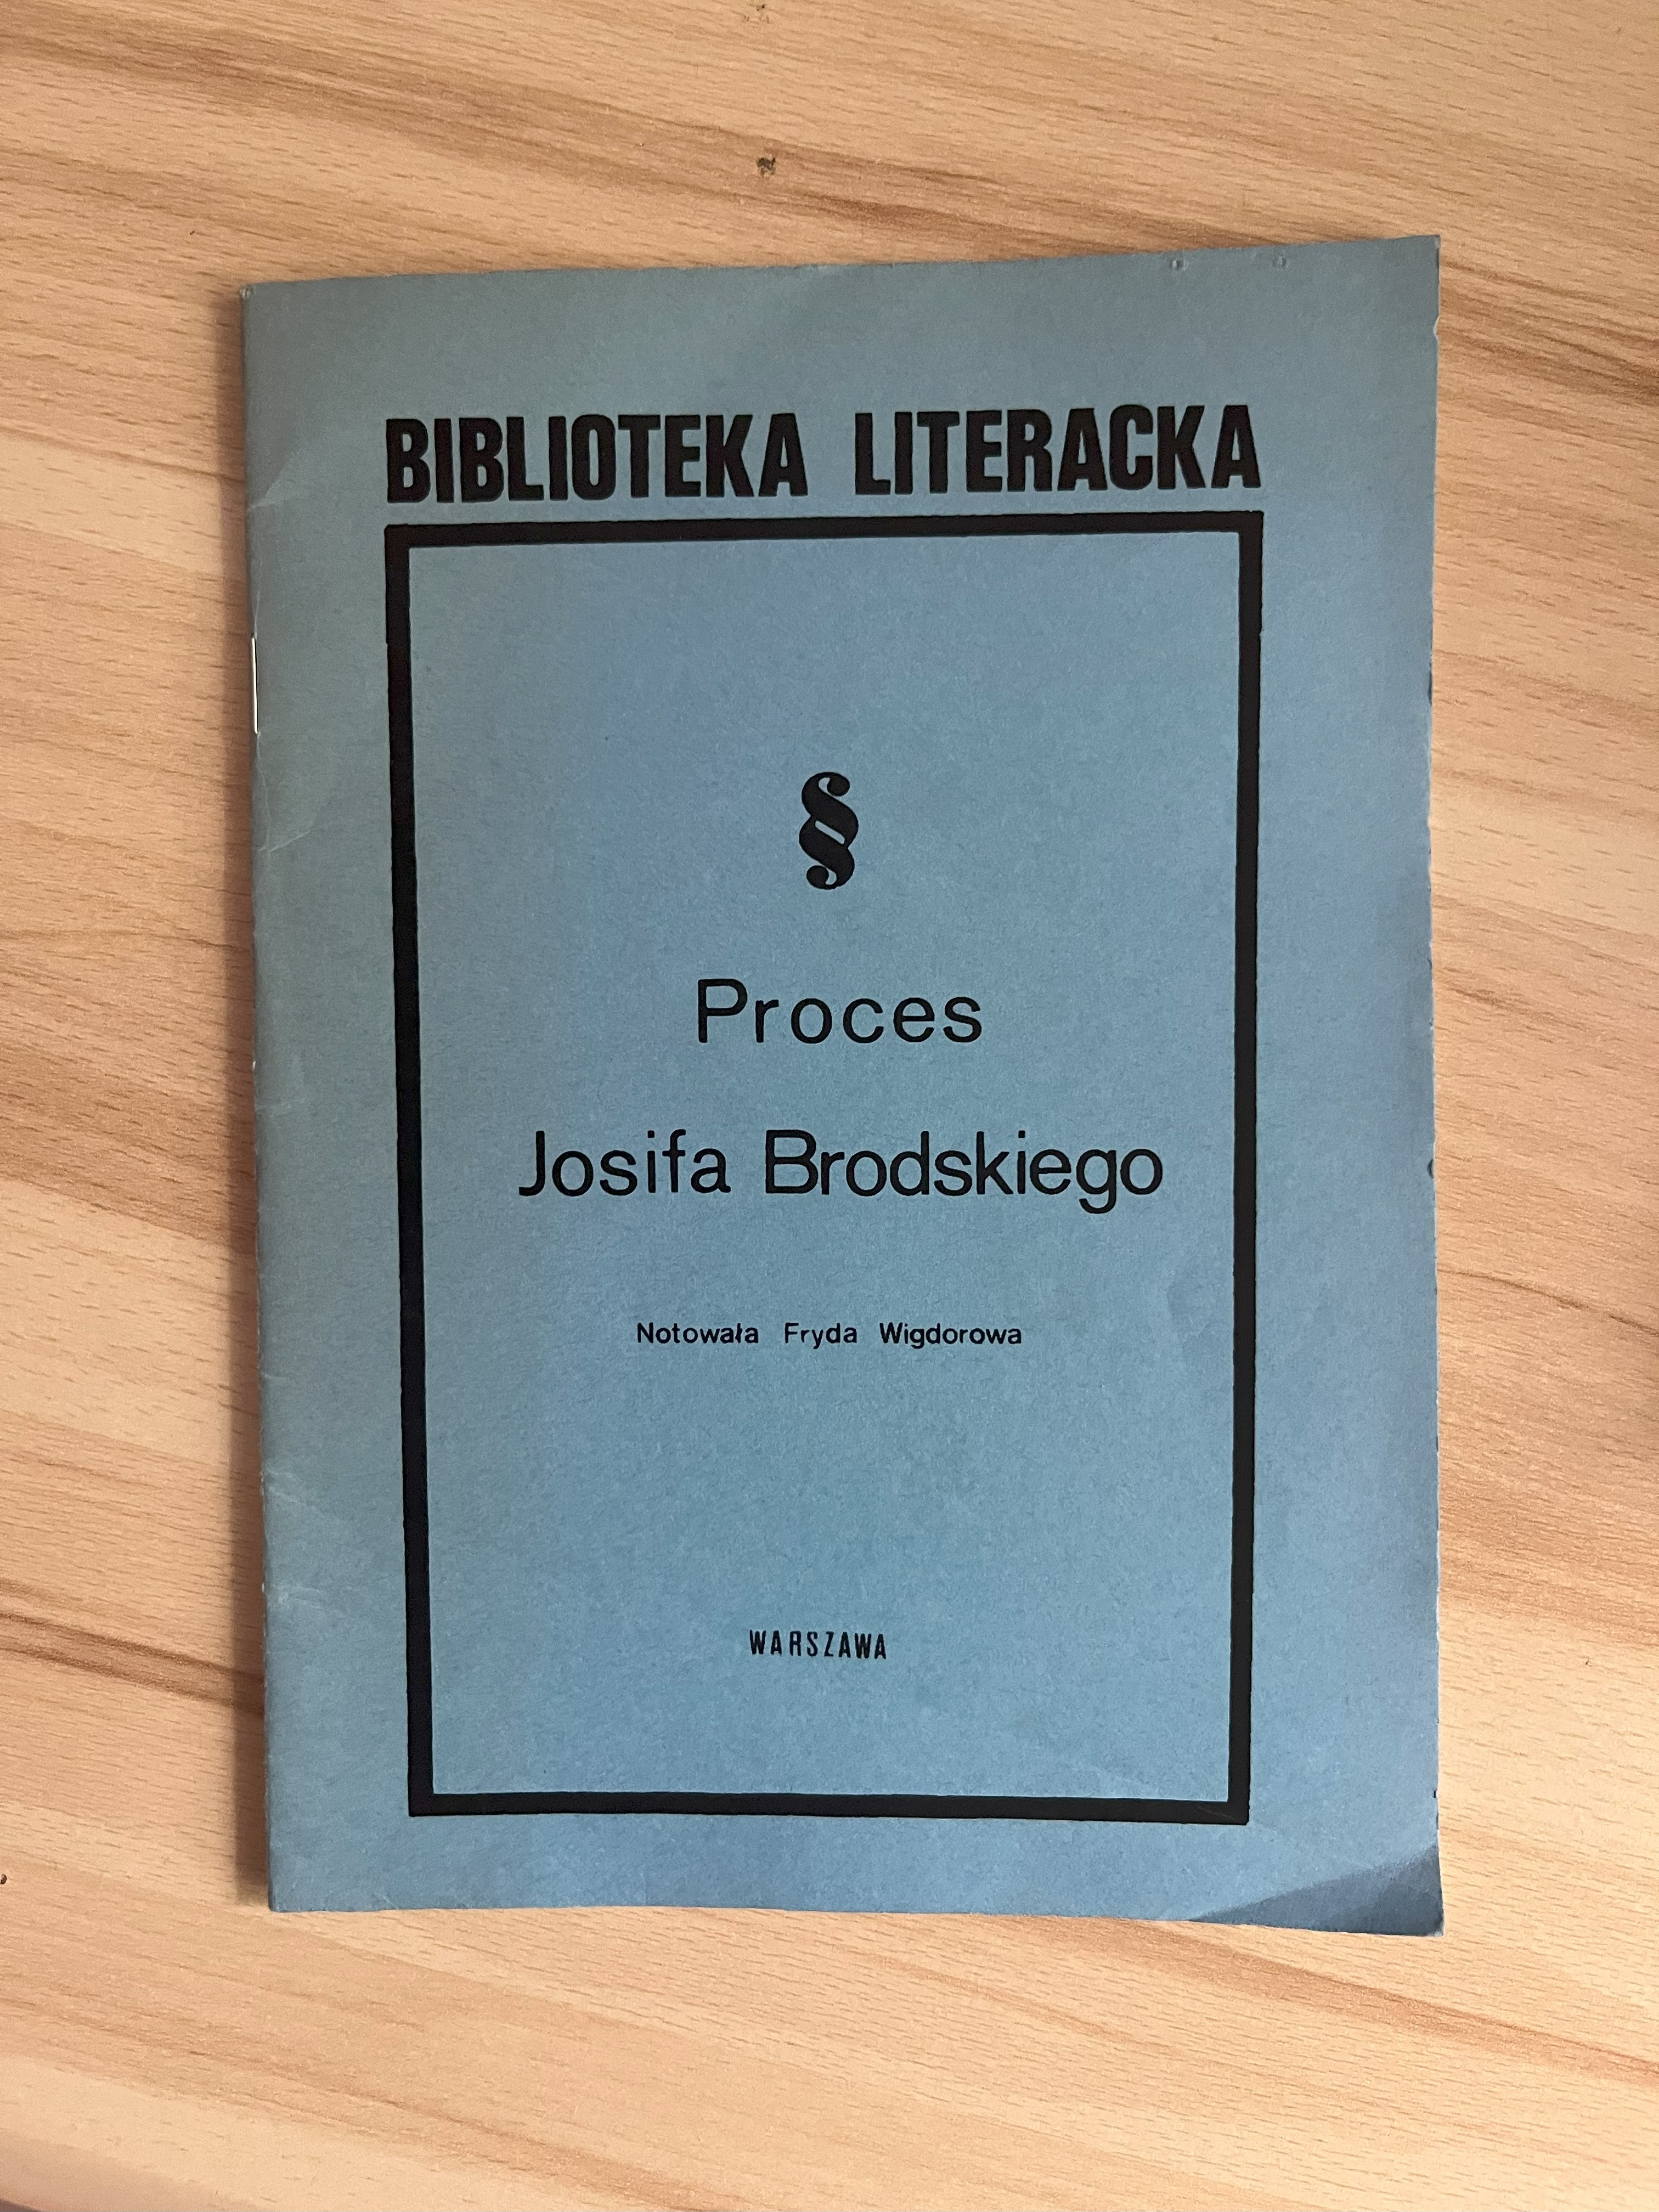 BIBLIOTEKA LITERACKA
§
Proces
Josifa Brodskiego
Notowała Fryda Wigdorowa
WARSZAWA